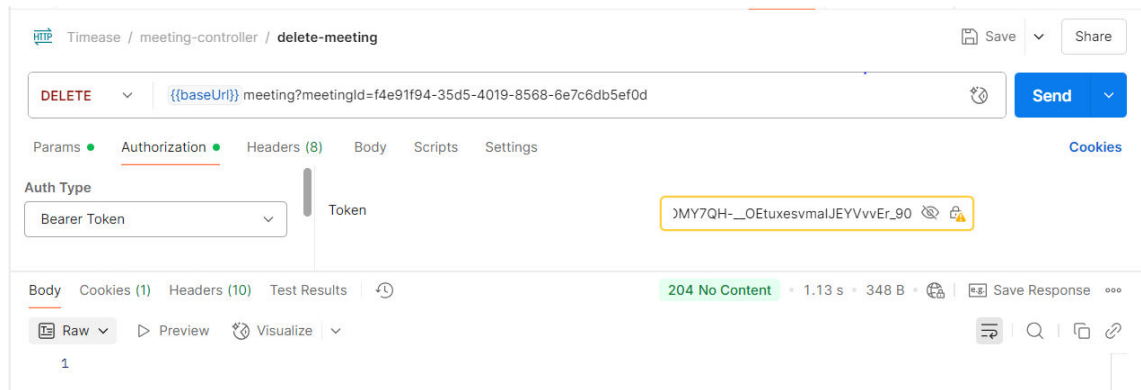 HTTP Timease / meeting-controller / delete-meeting Save Share
DELETE {{baseUrl}} meeting?meetingId=f4e91f94-35d5-4019-8568-6e7c6db5ef0d Send
Params Authorization Headers (8) Body Scripts Settings Cookies
Auth Type
Bearer Token
Token
OMY7QH-__OEtuxesvmalJEYVvvEr_90
Body Cookies (1) Headers (10) Test Results 204 No Content 1.13 s 348 B e.g. Save Response
Raw Preview Visualize
1